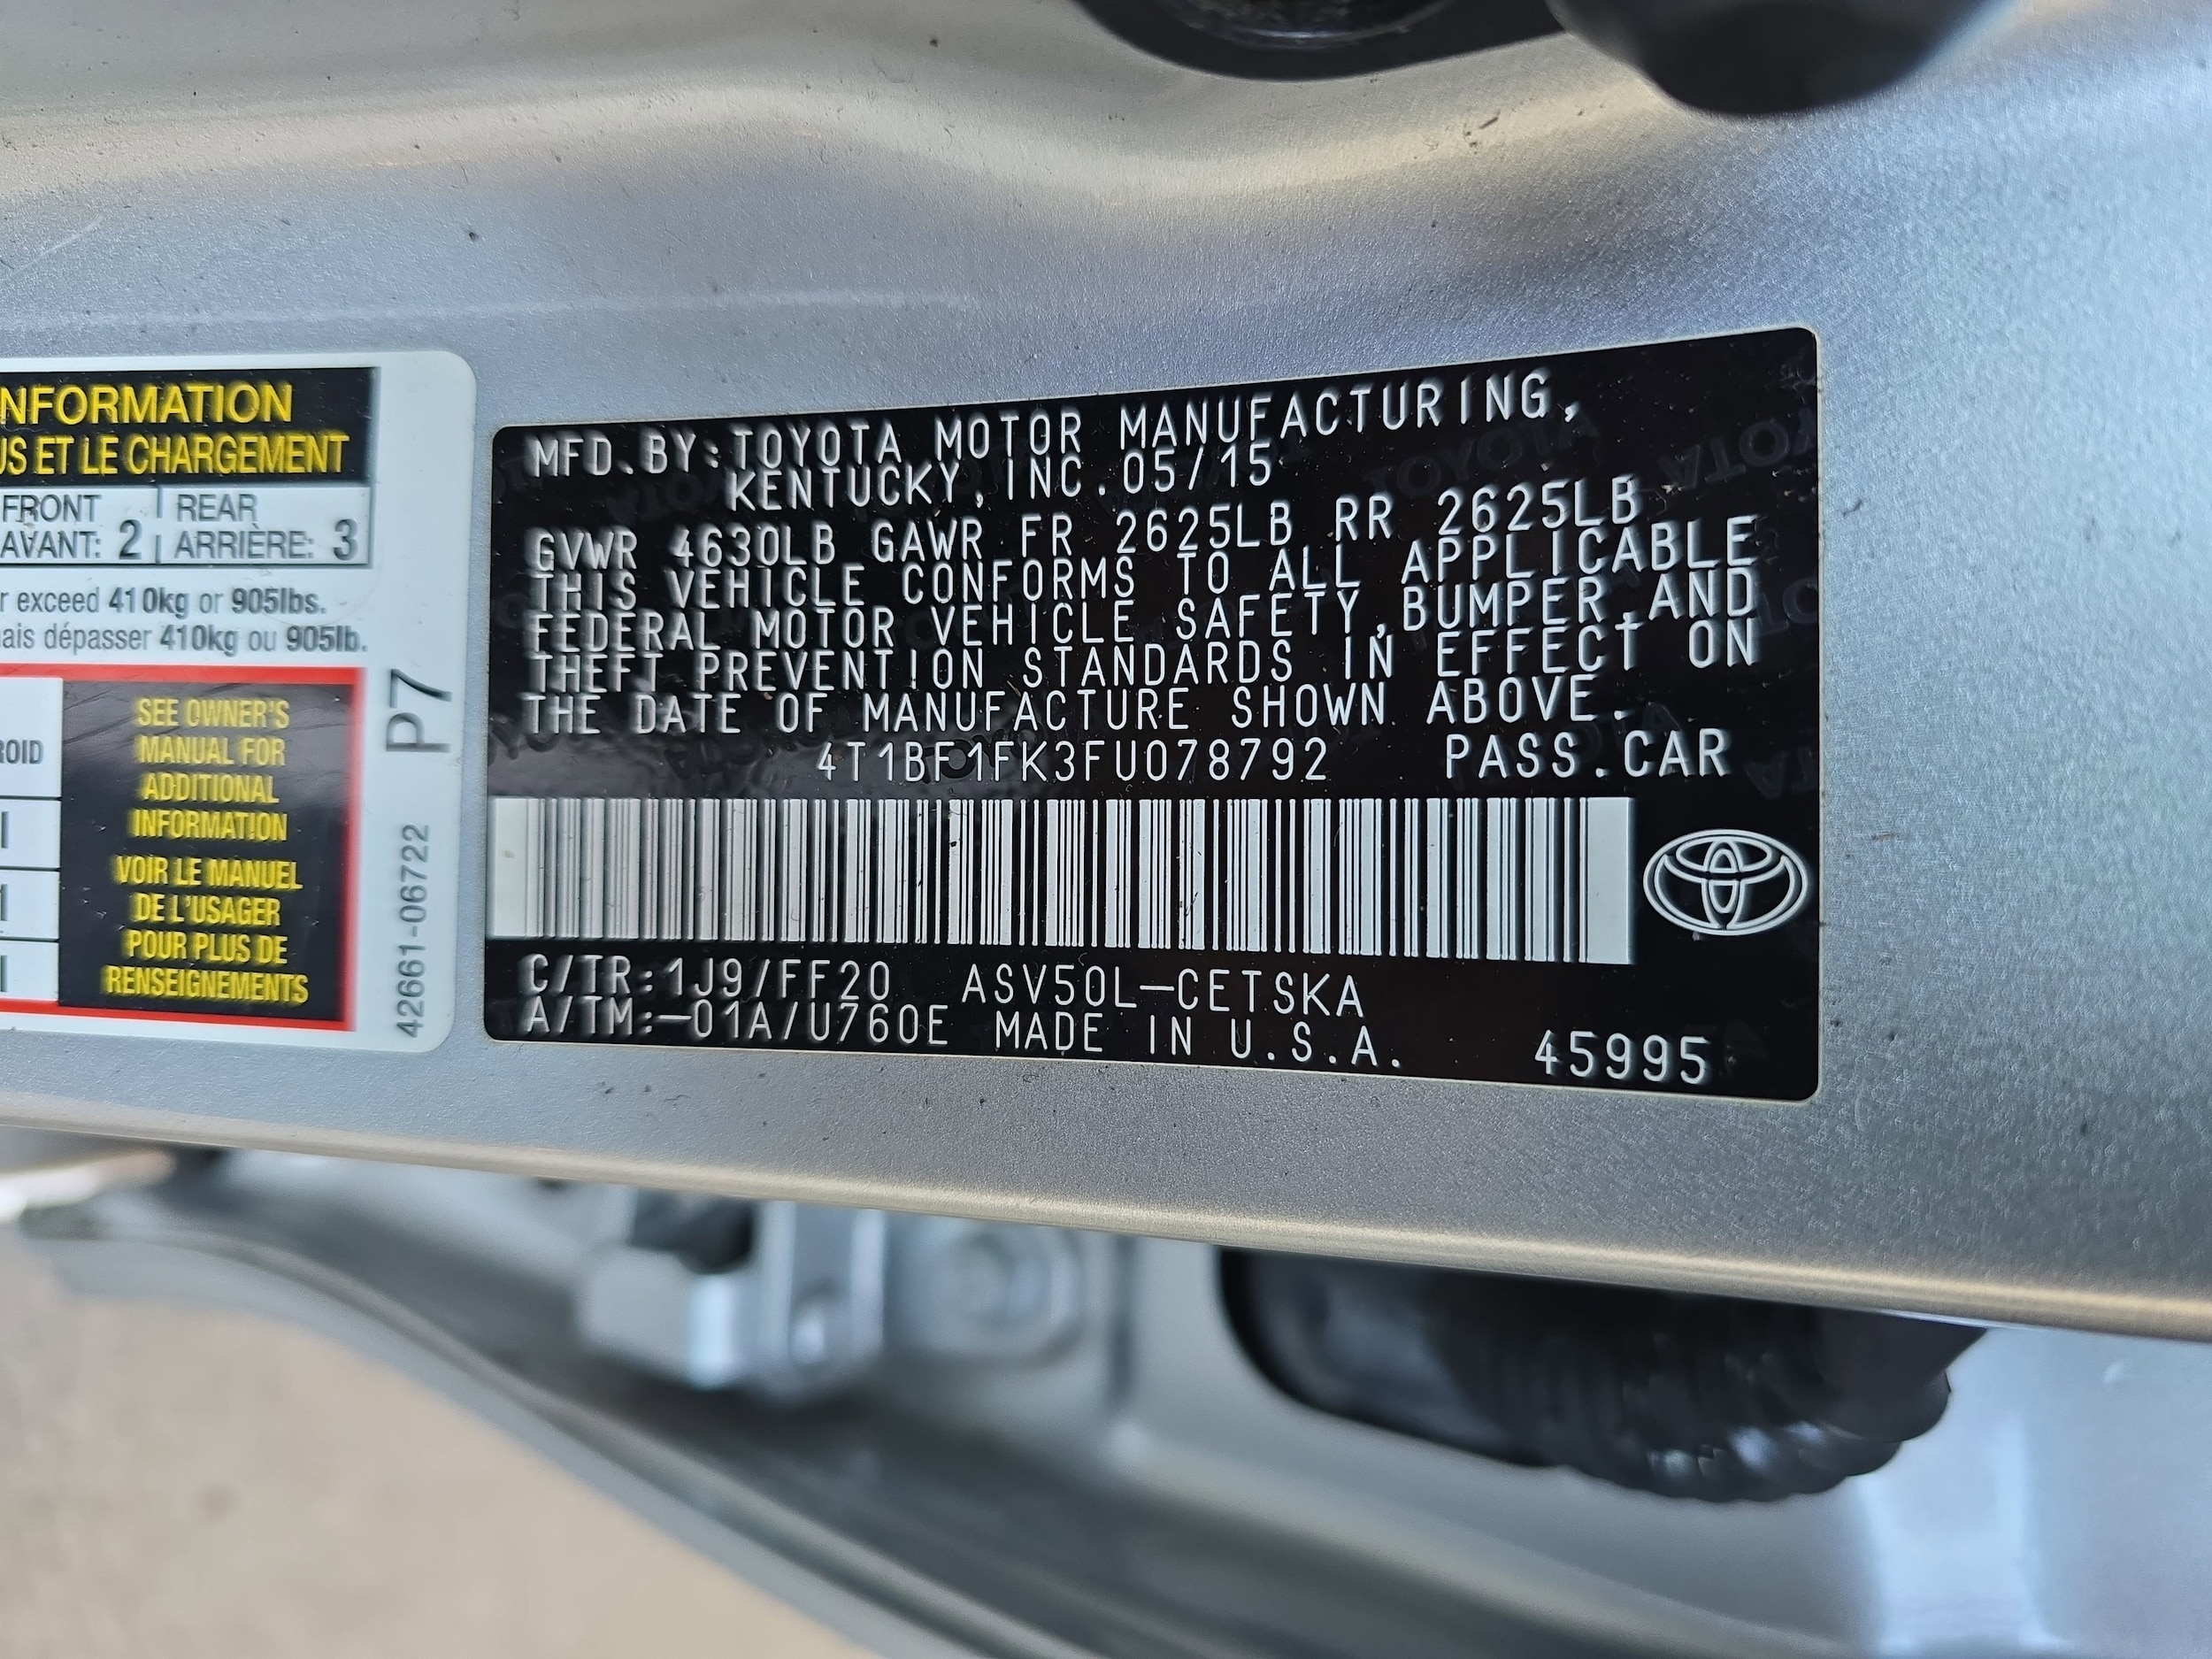 NFORMATION
US ET LE CHARGEMENT
FRONT
AVANT: 2
REAR
ARRIÈRE: 3
r exceed 410kg or 905lbs.
nais dépasser 410kg ou 905lb.
ROID
SEE OWNER'S
MANUAL FOR
ADDITIONAL
INFORMATION
VOIR LE MANUEL
DE L'USAGER
POUR PLUS DE
RENSEIGNEMENTS
P7
42661-06722
MFD.BY:TOYOTA MOTOR MANUFACTURING,
KENTUCKY,INC.05/15
GVWR 4630LB GAWR FR 2625LB RR 2625LB
THIS VEHICLE CONFORMS TO ALL APPLICABLE
FEDERAL MOTOR VEHICLE SAFETY,BUMPER,AND
THEFT PREVENTION STANDARDS IN EFFECT ON
THE DATE OF MANUFACTURE SHOWN ABOVE.
4T1BF1FK3FU078792 PASS.CAR
C/TR:1J9/FF20 ASV50L-CETSKA
A/TM:-01A/U760E MADE IN U.S.A. 45995